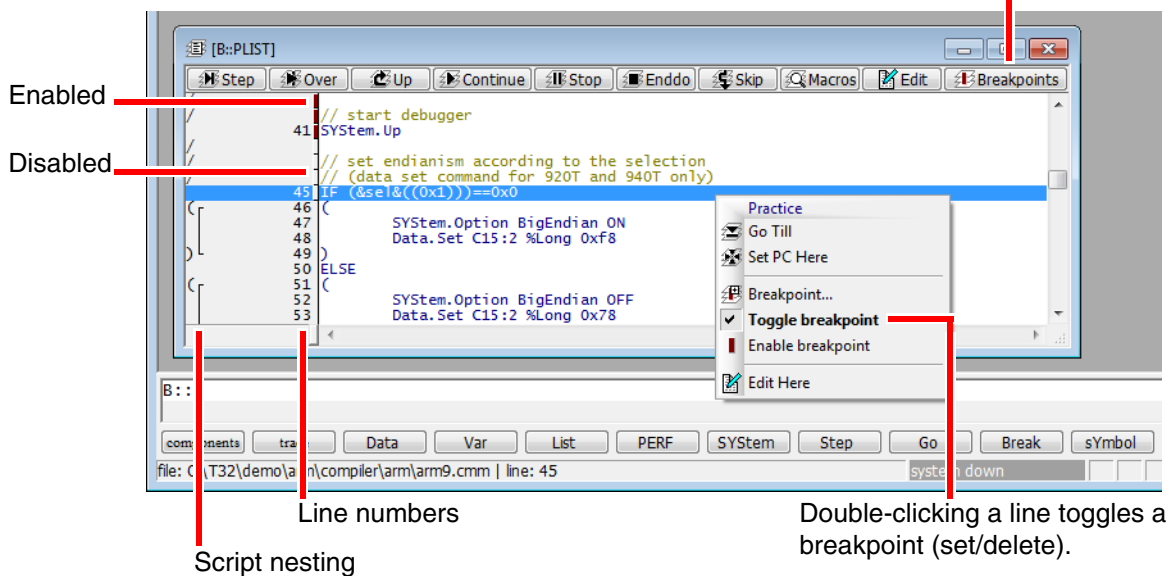 [B::PLIST]
Step Over Up Continue Stop Enddo Skip Macros Edit Breakpoints
Enabled
/
/ // start debugger
41 SYStem.Up
/
Disabled
/ // set endianism according to the selection
/ // (data set command for 920T and 940T only)
45 IF (&sel&((0x1)))==0x0
( 46 (
47 SYStem.Option BigEndian ON
48 Data.Set C15:2 %Long 0xf8
) 49 )
50 ELSE
( 51 (
52 SYStem.Option BigEndian OFF
53 Data.Set C15:2 %Long 0x78
Practice
Go Till
Set PC Here
Breakpoint...
Toggle breakpoint
Enable breakpoint
Edit Here
B::
components Data Var List PERF SYStem Step Go Break sYmbol
file: C:\T32\demo\arm\compiler\arm\arm9.cmm | line: 45
system down
Line numbers
Script nesting
Double-clicking a line toggles a
breakpoint (set/delete).